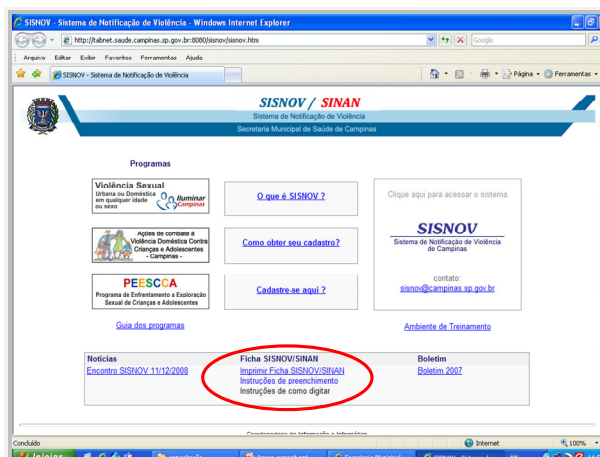 SISNOV - Sistema de Notificação de Violência - Windows Internet Explorer
http://tabnet.saude.campinas.sp.gov.br:8080/sisnov/sisnov.htm
Google
Arquivo Editar Exibir Favoritos Ferramentas Ajuda
SISNOV - Sistema de Notificação de Violência
Página
Ferramentas
SISNOV / SINAN
Sistema de Notificação de Violência
Secretaria Municipal de Saúde de Campinas
Programas
Violência Sexual
Urbana ou Doméstica
em qualquer idade
ou sexo
Iluminar
Campinas
O que é SISNOV ?
Clique aqui para acessar o sistema
Ações de combate à
Violência Doméstica Contra
Crianças e Adolescentes
- Campinas -
Como obter seu cadastro?
SISNOV
Sistema de Notificação de Violência
de Campinas
PEESCCA
Programa de Enfrentamento a Exploração
Sexual de Crianças e Adolescentes
Cadastre-se aqui ?
contato:
sisnov@campinas.sp.gov.br
Guia dos programas
Ambiente de Treinamento
Notícias
Ficha SISNOV/SINAN
Boletim
Encontro SISNOV 11/12/2008
Imprimir Ficha SISNOV/SINAN
Boletim 2007
Instruções de preenchimento
Instruções de como digitar
Concluído
Internet
100%
Iniciar